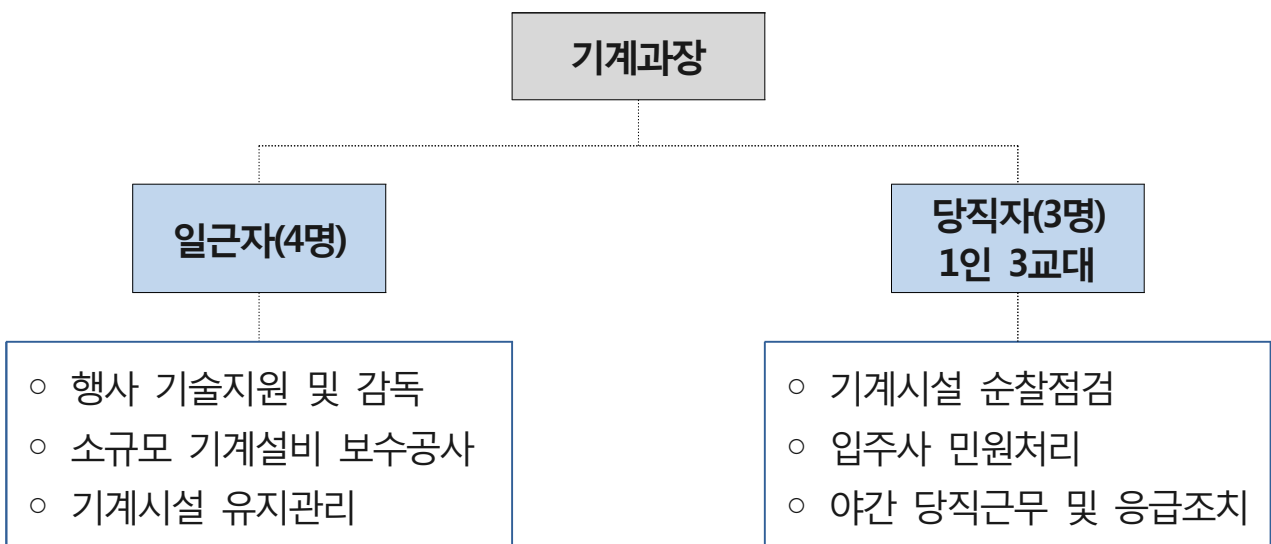 기계과장
일근자(4명)
당직자(3명)
1인 3교대
○ 행사 기술지원 및 감독
○ 소규모 기계설비 보수공사
○ 기계시설 유지관리
○ 기계시설 순찰점검
○ 입주사 민원처리
○ 야간 당직근무 및 응급조치